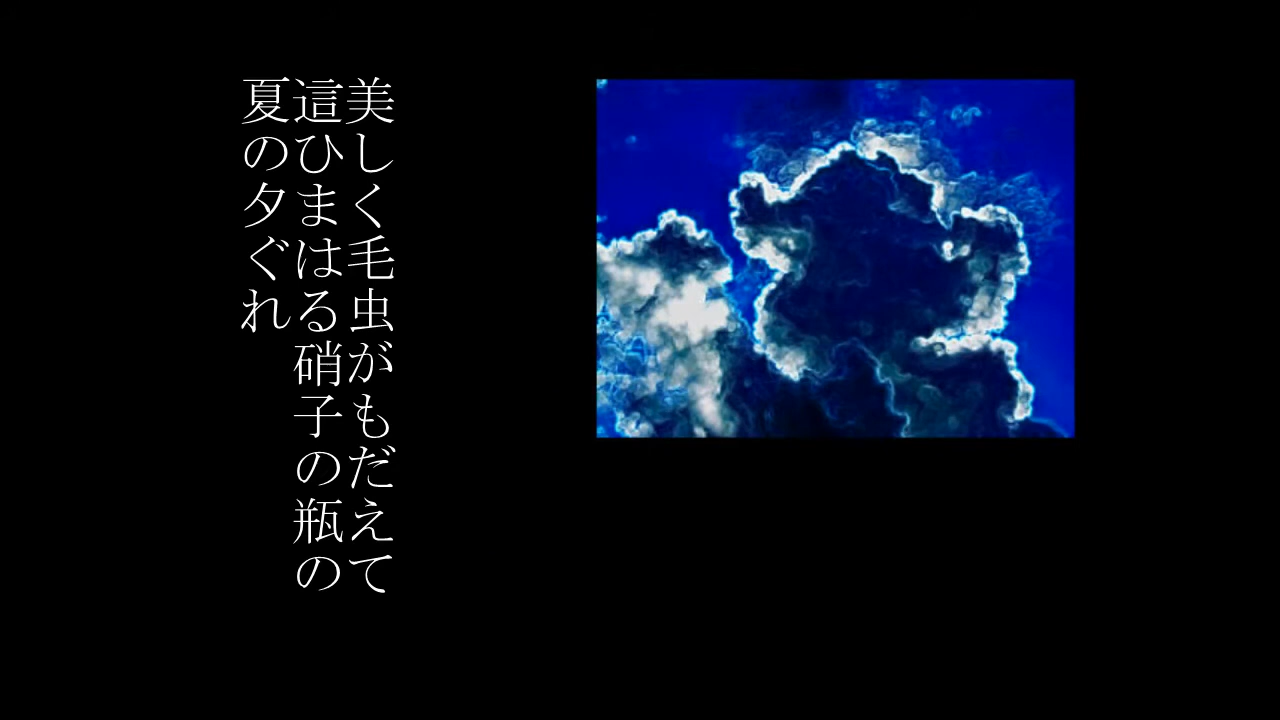 美しく毛虫がもだえて
這ひまはる硝子の瓶の
夏の夕ぐれ